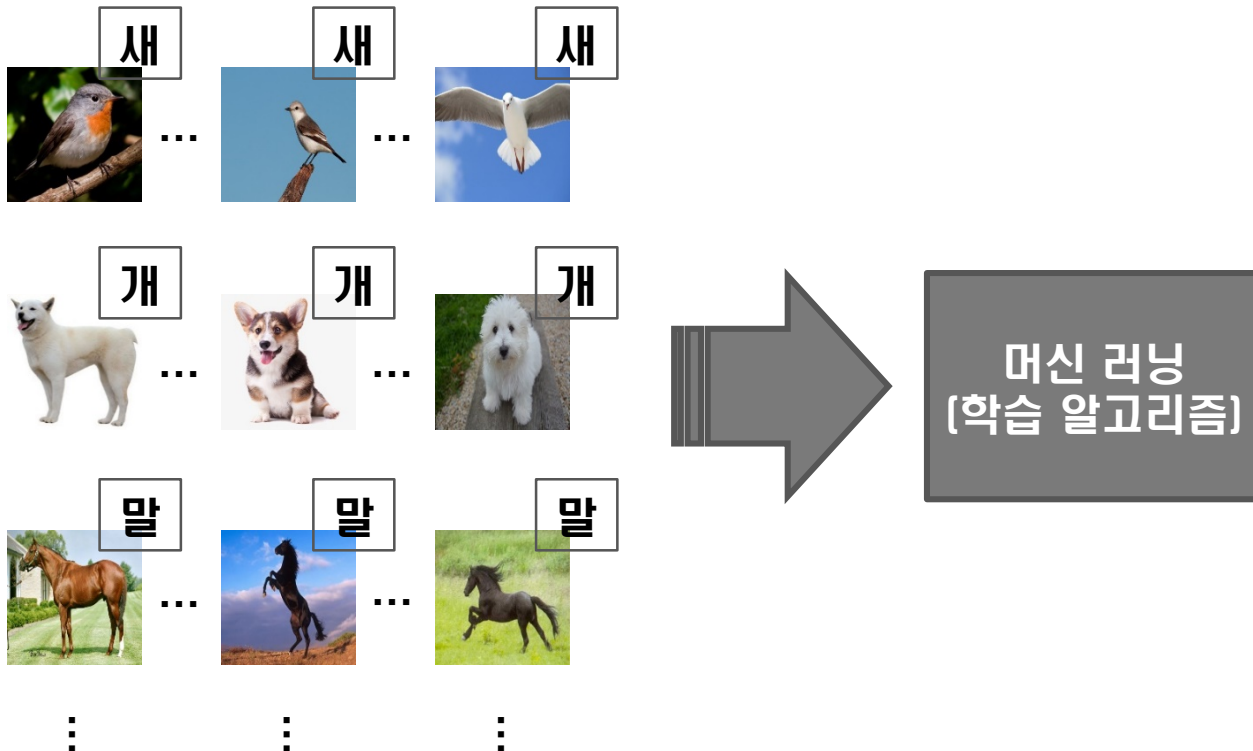 새 새 새
... ...
개 개 개
... ...
머신 러닝
(학습 알고리즘)
말 말 말
... ...